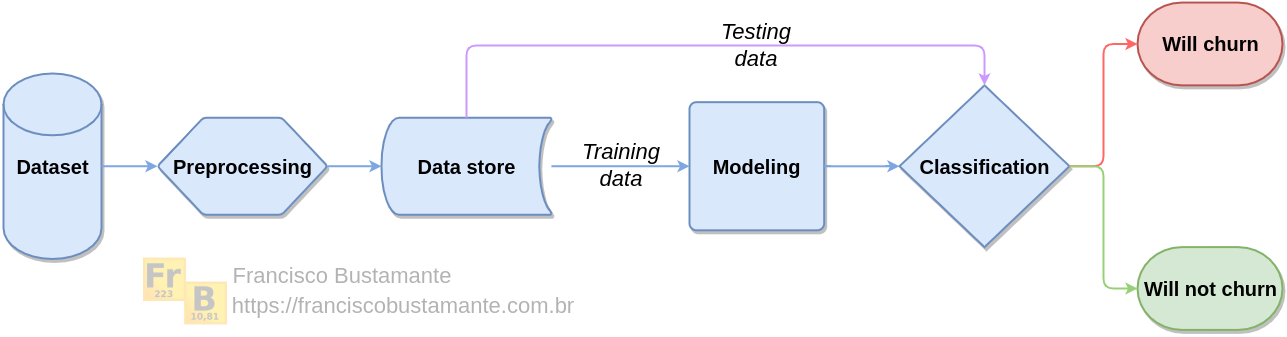 Testing
data
Will churn
Dataset
Preprocessing
Data store
Training
data
Modeling
Classification
Will not churn
Fr
223
B
10,81
Francisco Bustamante
https://franciscobustamante.com.br